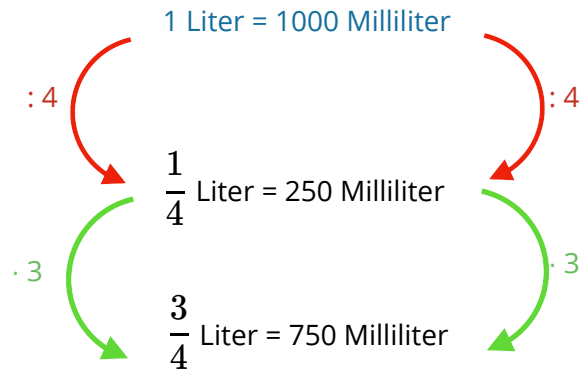 1 Liter = 1000 Milliliter
: 4 : 4
1/4 Liter = 250 Milliliter
· 3 · 3
3/4 Liter = 750 Milliliter